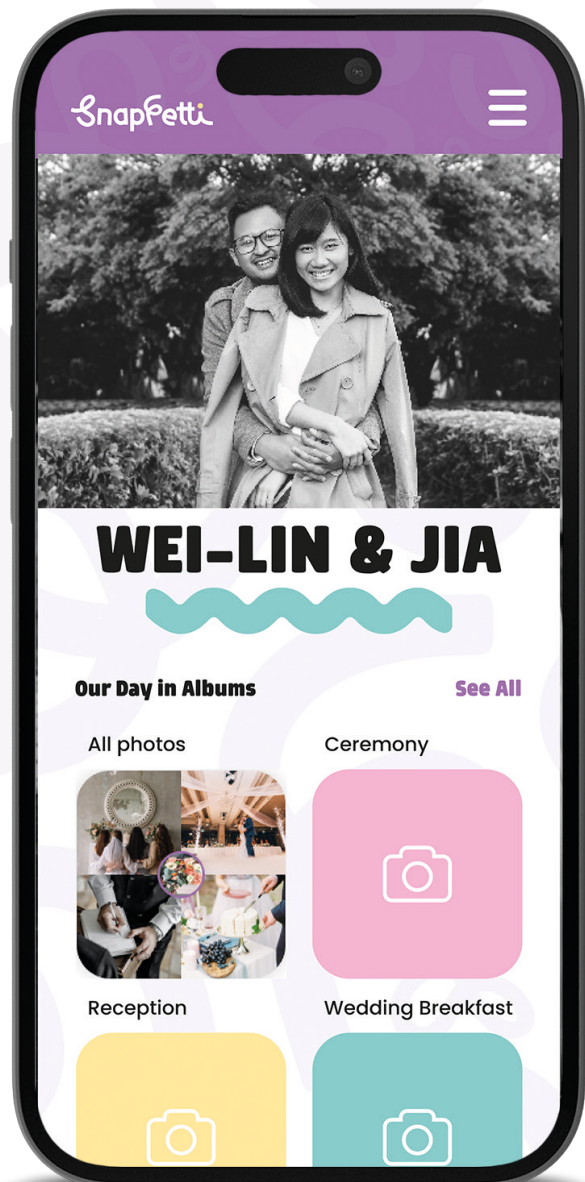 Snapfetti
WEI-LIN & JIA
Our Day in Albums
See All
All photos
Ceremony
Reception
Wedding Breakfast